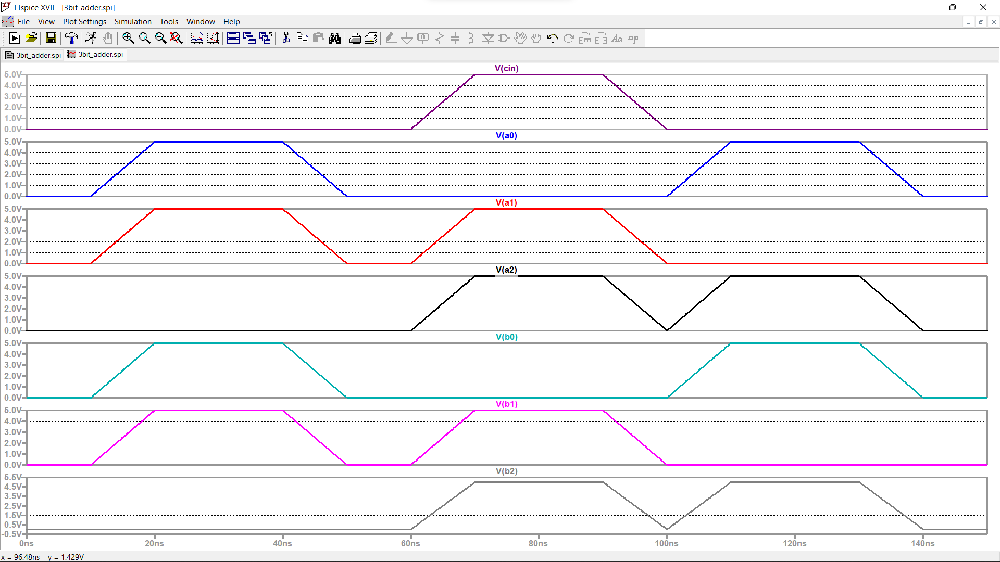 LTspice XVII - [3bit_adder.spi]
File View Plot Settings Simulation Tools Window Help
Aa .op
3bit_adder.spi 3bit_adder.spi
V(cin)
5.0V
4.0V
3.0V
2.0V
1.0V
0.0V
V(a0)
5.0V
4.0V
3.0V
2.0V
1.0V
0.0V
V(a1)
5.0V
4.0V
3.0V
2.0V
1.0V
0.0V
V(a2)
5.0V
4.0V
3.0V
2.0V
1.0V
0.0V
V(b0)
5.0V
4.0V
3.0V
2.0V
1.0V
0.0V
V(b1)
5.0V
4.0V
3.0V
2.0V
1.0V
0.0V
V(b2)
5.5V
4.5V
3.5V
2.5V
1.5V
0.5V
-0.5V
0ns 20ns 40ns 60ns 80ns 100ns 120ns 140ns
x = 96.48ns y = 1.429V